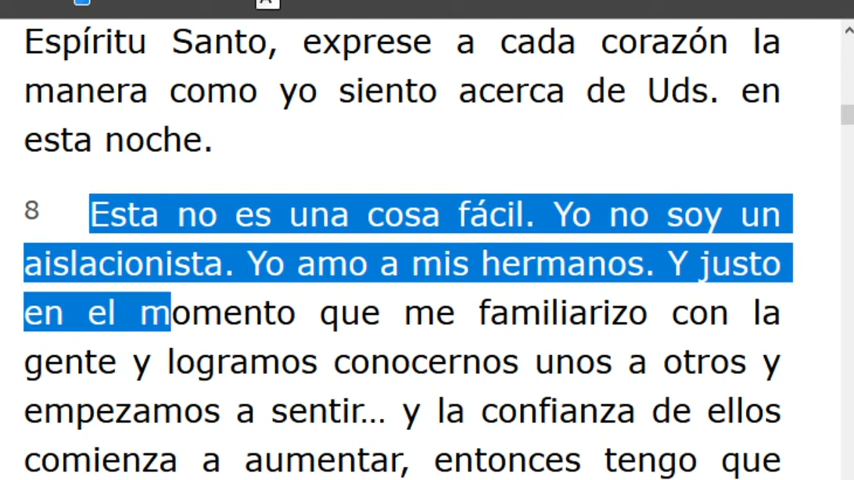 Espíritu Santo, exprese a cada corazón la
manera como yo siento acerca de Uds. en
esta noche.
8 Esta no es una cosa fácil. Yo no soy un
aislacionista. Yo amo a mis hermanos. Y justo
en el momento que me familiarizo con la
gente y logramos conocernos unos a otros y
empezamos a sentir... y la confianza de ellos
comienza a aumentar, entonces tengo que